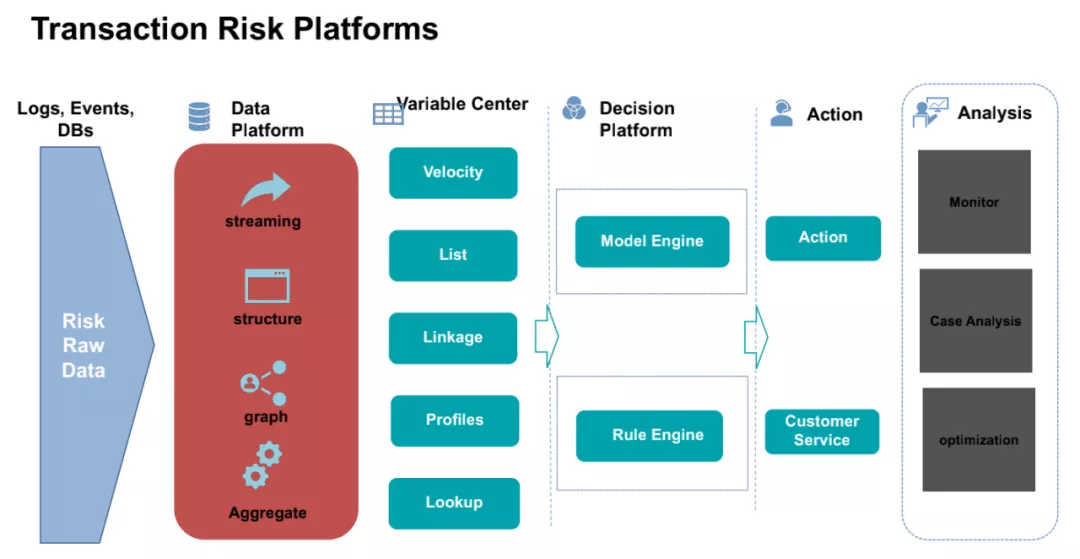 Transaction Risk Platforms
Logs, Events,
DBs
Data
Platform
Variable Center
Decision
Platform
Action
Analysis
Risk
Raw
Data
streaming
structure
graph
Aggregate
Velocity
List
Linkage
Profiles
Lookup
Model Engine
Rule Engine
Action
Customer
Service
Monitor
Case Analysis
optimization